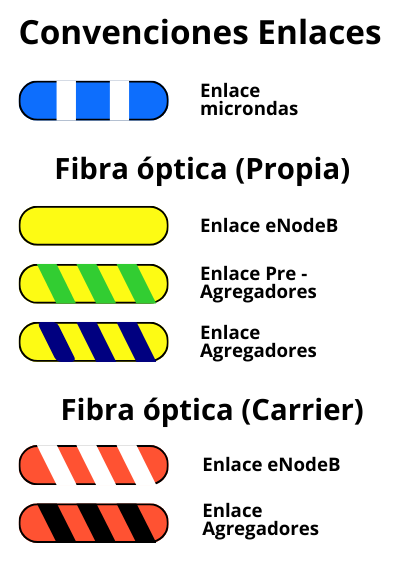 Convenciones Enlaces
Enlace
microndas
Fibra óptica (Propia)
Enlace eNodeB
Enlace Pre -
Agregadores
Enlace
Agregadores
Fibra óptica (Carrier)
Enlace eNodeB
Enlace
Agregadores